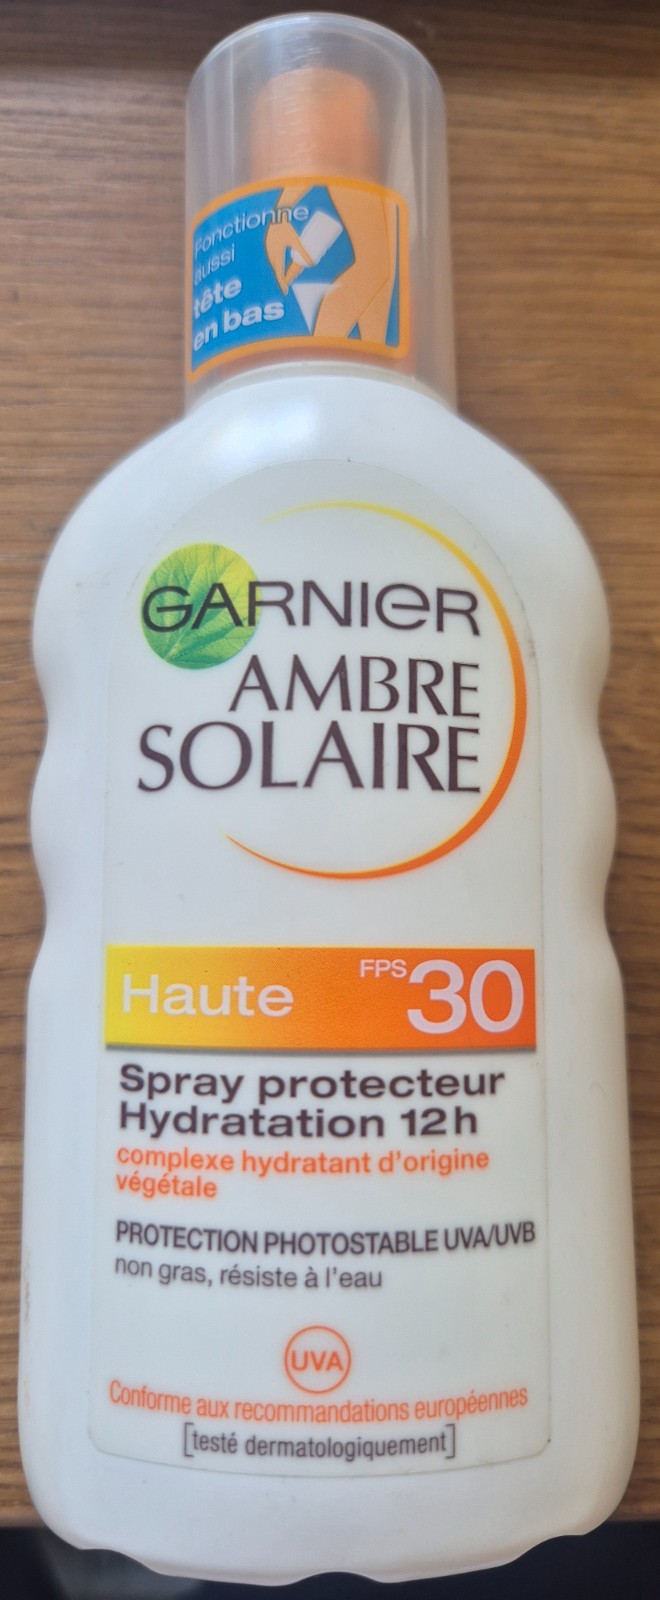 Fonctionne
aussi
tête
en bas
GARNIER
AMBRE
SOLAIRE
Haute FPS 30
Spray protecteur
Hydratation 12h
complexe hydratant d'origine
végétale
PROTECTION PHOTOSTABLE UVA/UVB
non gras, résiste à l'eau
UVA
Conforme aux recommandations européennes
[testé dermatologiquement]